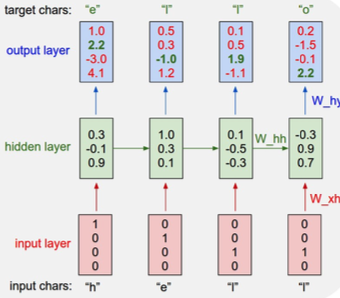 target chars: "e" "l" "l" "o"
output layer
1.0 0.5 0.1 0.2
2.2 0.3 0.5 -1.5
-3.0 -1.0 1.9 -0.1
4.1 1.2 -1.1 2.2
W_hy
hidden layer
0.3 1.0 0.1 -0.3
-0.1 0.3 -0.5 0.9
0.9 0.1 -0.3 0.7
W_hh
W_xh
input layer
1 0 0 0
0 1 0 0
0 0 1 1
0 0 0 0
input chars: "h" "e" "l" "l"